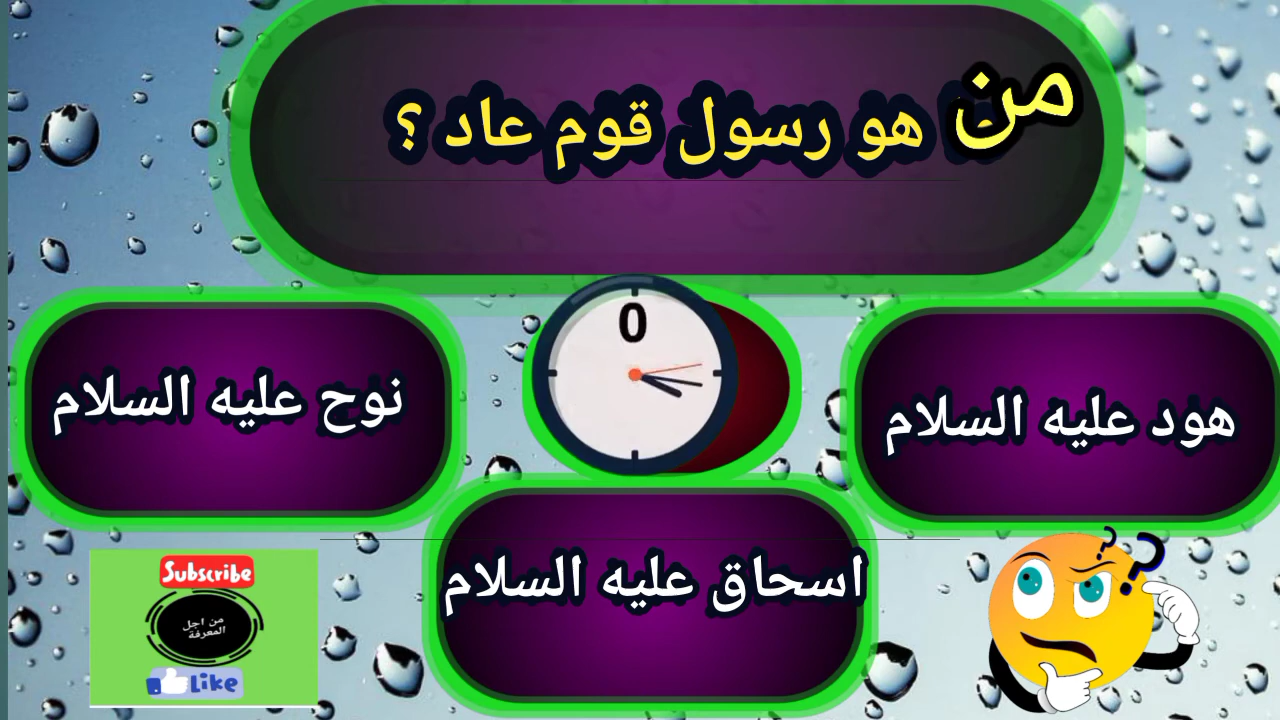 من هو رسول قوم عاد ؟
0
هود عليه السلام
نوح عليه السلام
اسحاق عليه السلام
? ?
Subscribe
من اجل
المعرفة
Like